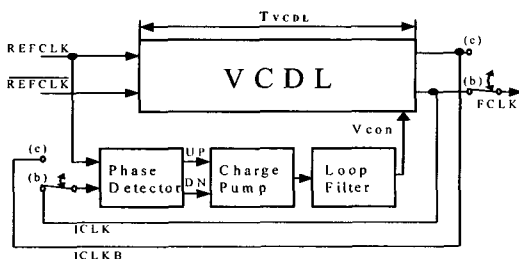 TVCDL
REFCLK
REFCLK
VCDL
(c)
(b)
FCLK
Vcon
(c)
(b)
Phase
Detector
UP
DN
Charge
Pump
Loop
Filter
ICLK
ICLKB